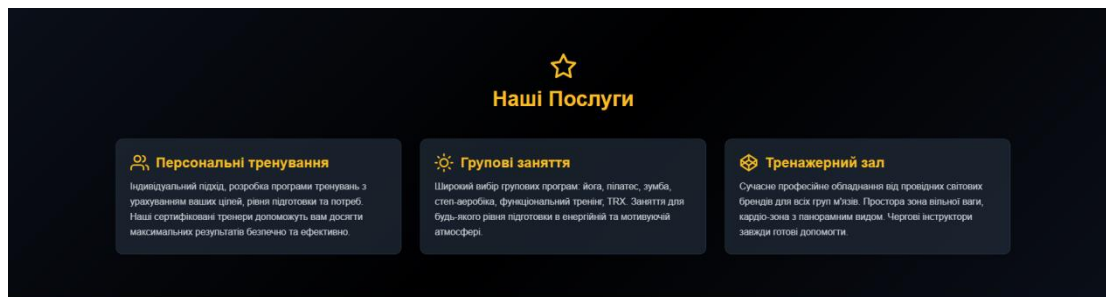 Наші Послуги
Персональні тренування
Індивідуальний підхід, розробка програми тренувань з
урахуванням ваших цілей, рівня підготовки та потреб.
Наші сертифіковані тренери допоможуть вам досягти
максимальних результатів безпечно та ефективно.
Групові заняття
Широкий вибір групових програм: йога, пілатес, зумба,
степ-аеробіка, функціональний тренінг, TRX. Заняття для
будь-якого рівня підготовки в енергійній та мотивуючій
атмосфері.
Тренажерний зал
Сучасне професійне обладнання від провідних світових
брендів для всіх груп м'язів. Простора зона вільної ваги,
кардіо-зона з панорамним видом. Чергові інструктори
завжди готові допомогти.